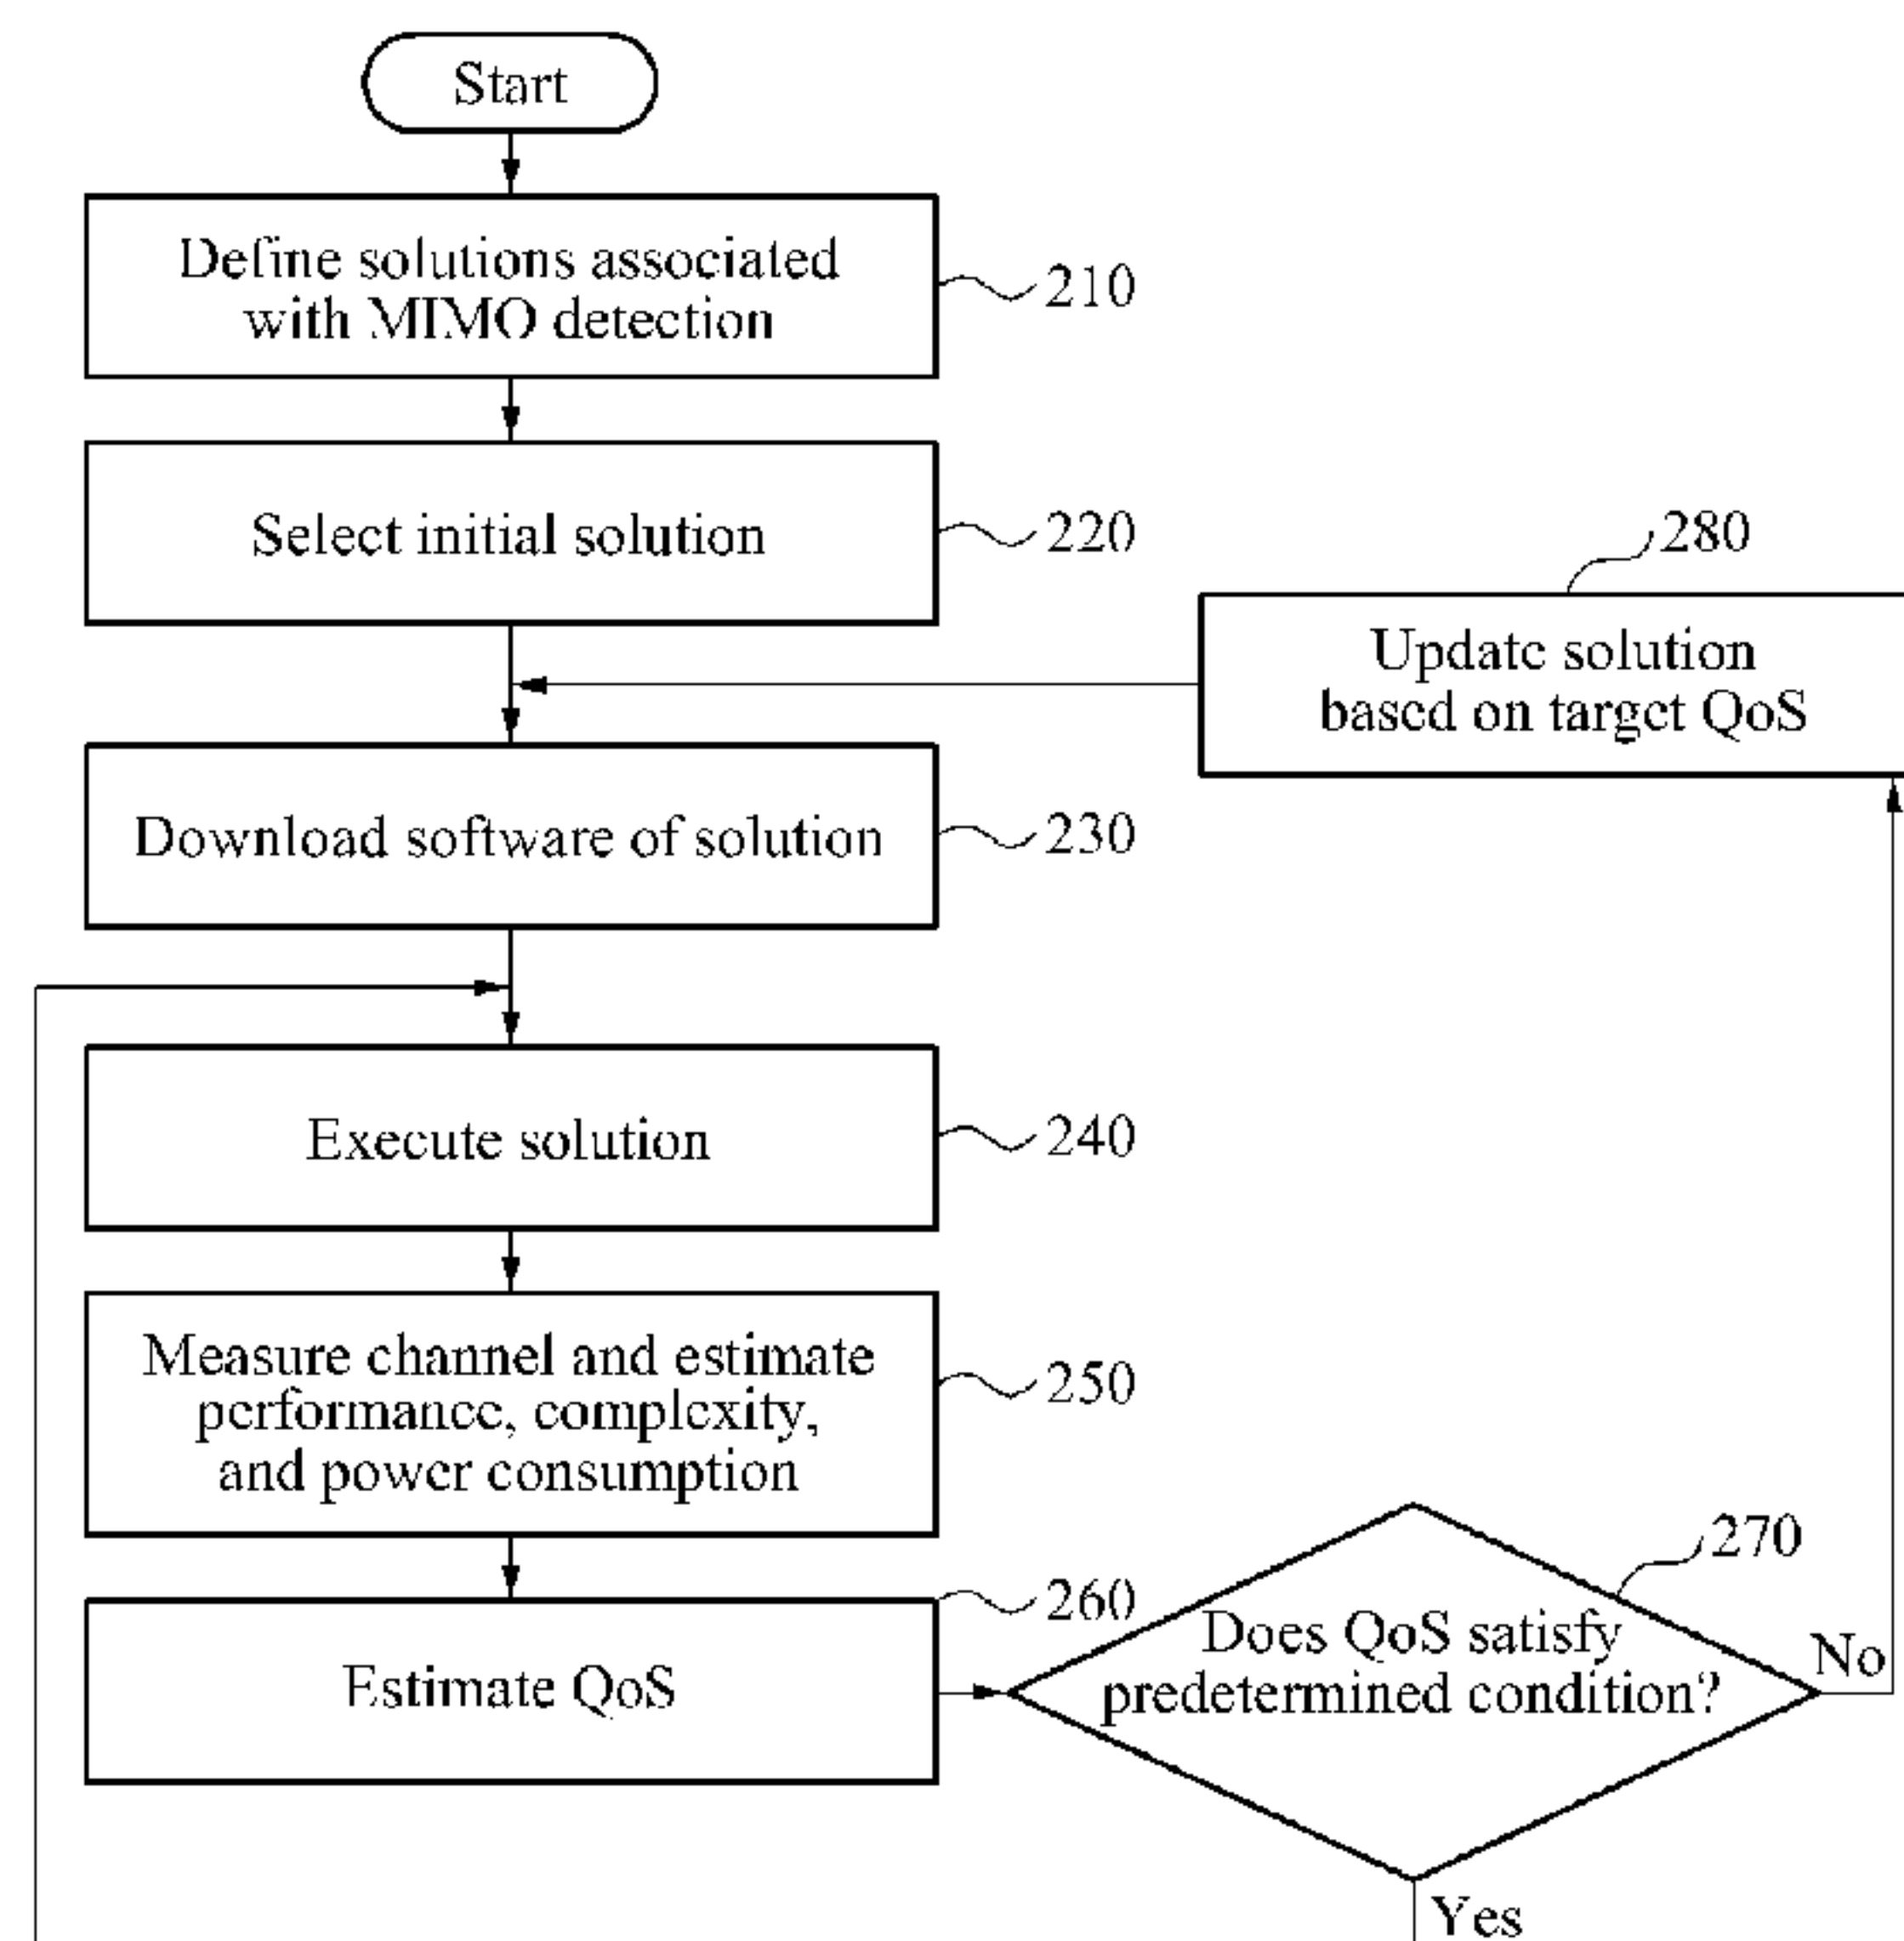 Start
Define solutions associated
with MIMO detection
210
Select initial solution
220
280
Update solution
based on target QoS
Download software of solution
230
Execute solution
240
Measure channel and estimate
performance, complexity,
and power consumption
250
260
Estimate QoS
270
Does QoS satisfy
predetermined condition?
No
Yes